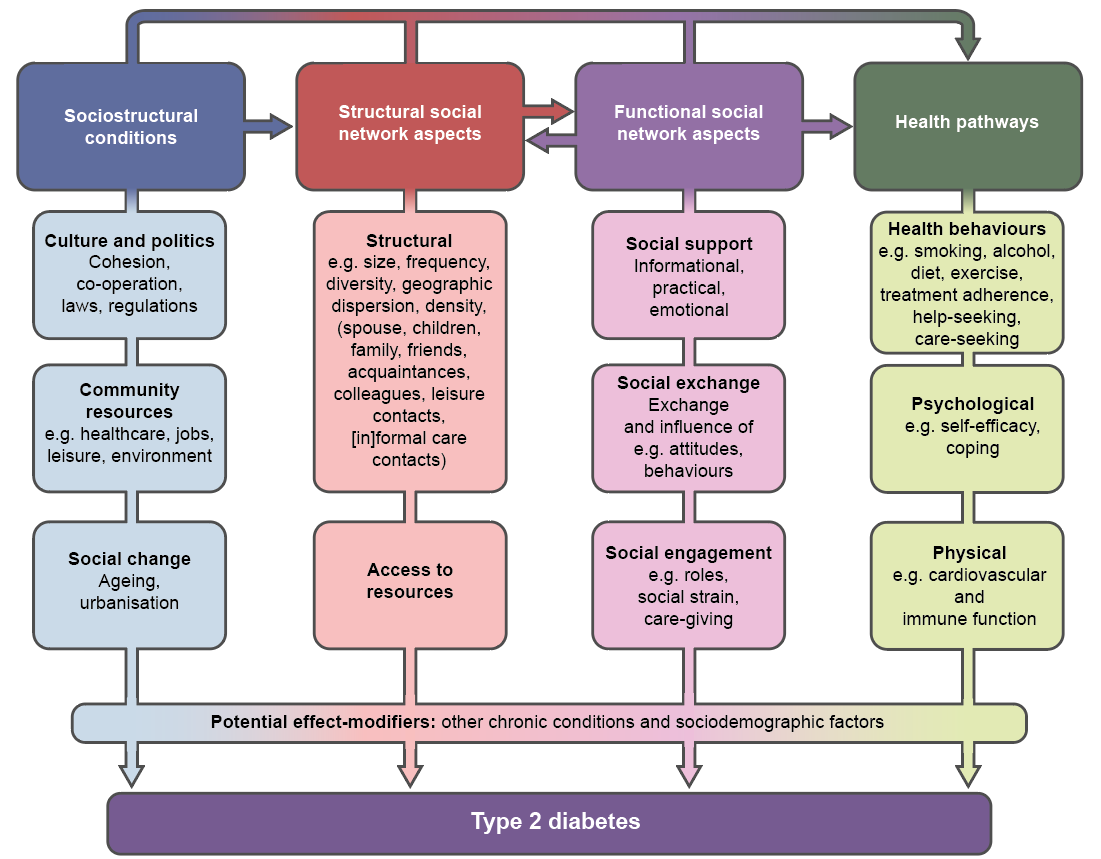 Sociostructural
conditions
Structural social
network aspects
Functional social
network aspects
Health pathways
Culture and politics
Cohesion,
co-operation,
laws, regulations
Community
resources
e.g. healthcare, jobs,
leisure, environment
Social change
Ageing,
urbanisation
Structural
e.g. size, frequency,
diversity, geographic
dispersion, density,
(spouse, children,
family, friends,
acquaintances,
colleagues, leisure
contacts,
[in]formal care
contacts)
Access to
resources
Social support
Informational,
practical,
emotional
Social exchange
Exchange
and influence of
e.g. attitudes,
behaviours
Social engagement
e.g. roles,
social strain,
care-giving
Health behaviours
e.g. smoking, alcohol,
diet, exercise,
treatment adherence,
help-seeking,
care-seeking
Psychological
e.g. self-efficacy,
coping
Physical
e.g. cardiovascular
and
immune function
Potential effect-modifiers: other chronic conditions and sociodemographic factors
Type 2 diabetes